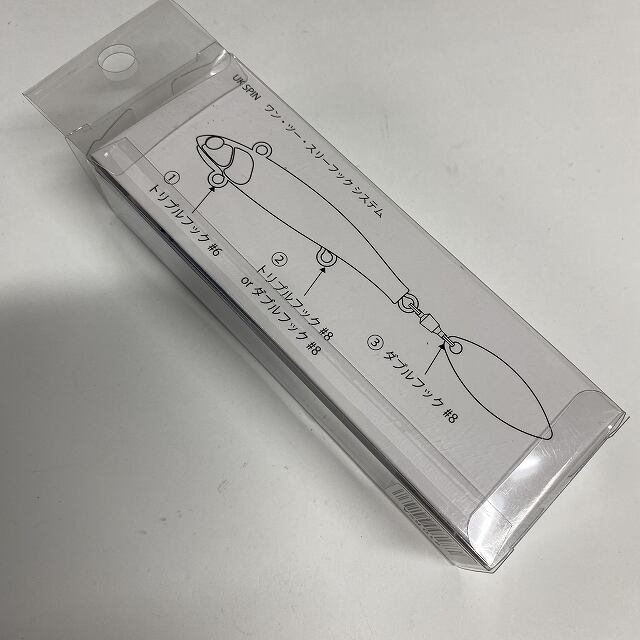 UK SPIN ワン・ツー・スリーフックシステム
①
トリプルフック #6
②
トリプルフック #8
or ダブルフック #8
③ ダブルフック #8